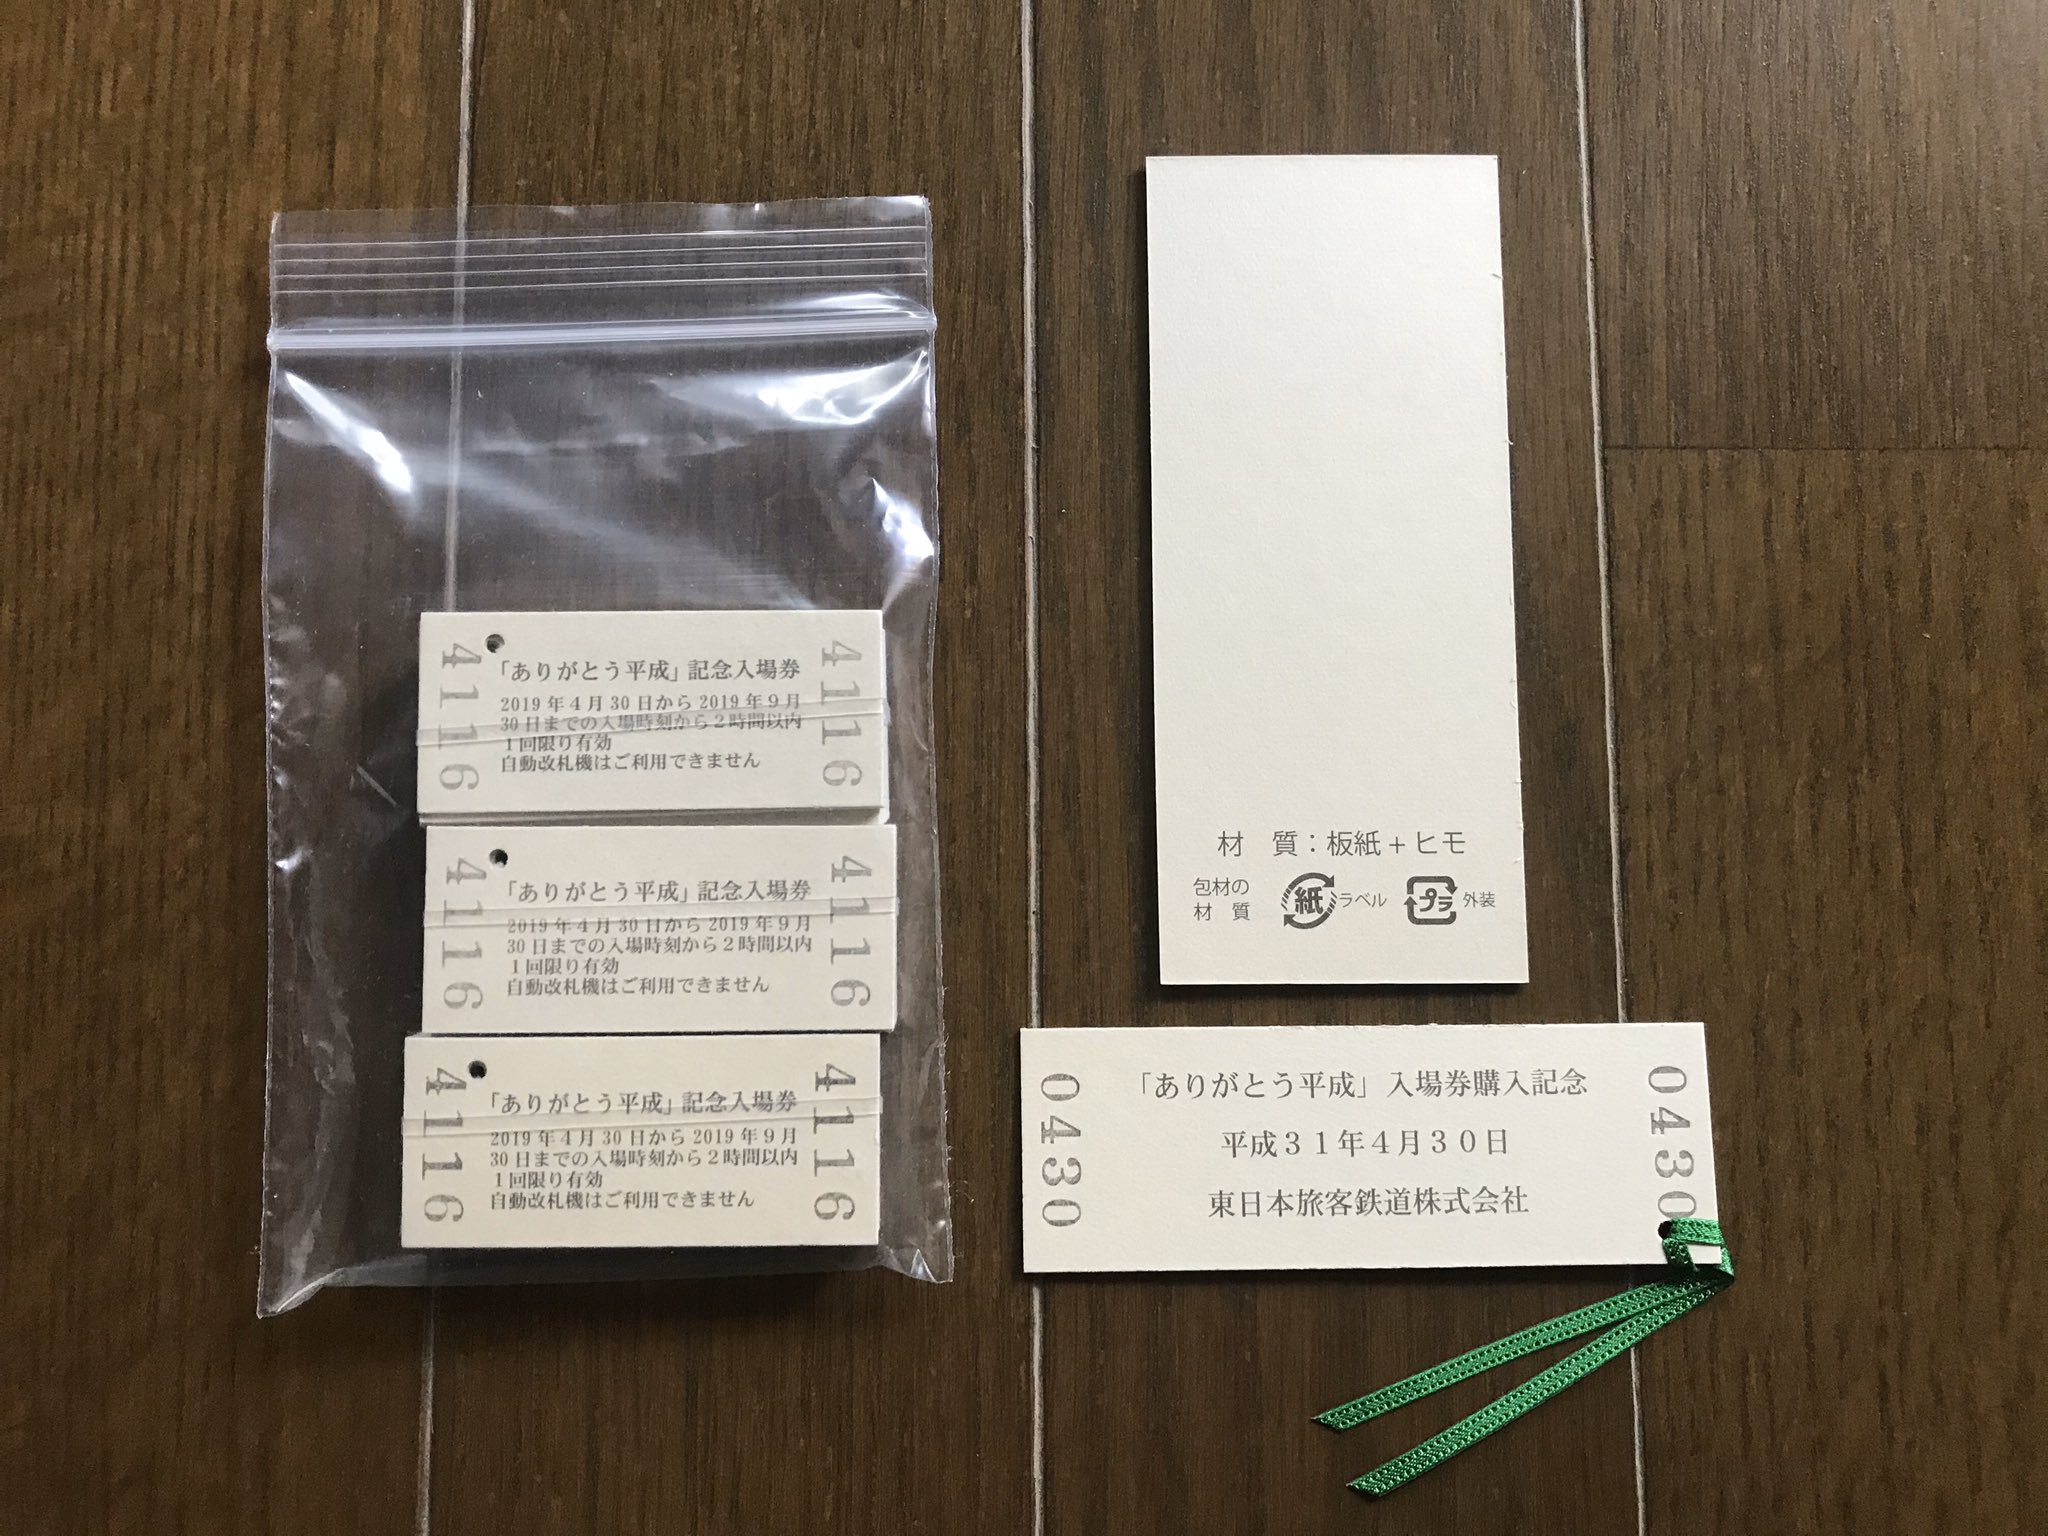 4116
「ありがとう平成」記念入場券
2019年4月30日から2019年9月
30日までの入場時刻から2時間以内
1回限り有効
自動改札機はご利用できません
4116
4116
「ありがとう平成」記念入場券
2019年4月30日から2019年9月
30日までの入場時刻から2時間以内
1回限り有効
自動改札機はご利用できません
4116
4116
「ありがとう平成」記念入場券
2019年4月30日から2019年9月
30日までの入場時刻から2時間以内
1回限り有効
自動改札機はご利用できません
4116
材　質：板紙+ヒモ
包材の
材　質
紙 ラベル
プラ 外装
0430
「ありがとう平成」入場券購入記念
平成３１年４月３０日
東日本旅客鉄道株式会社
0430